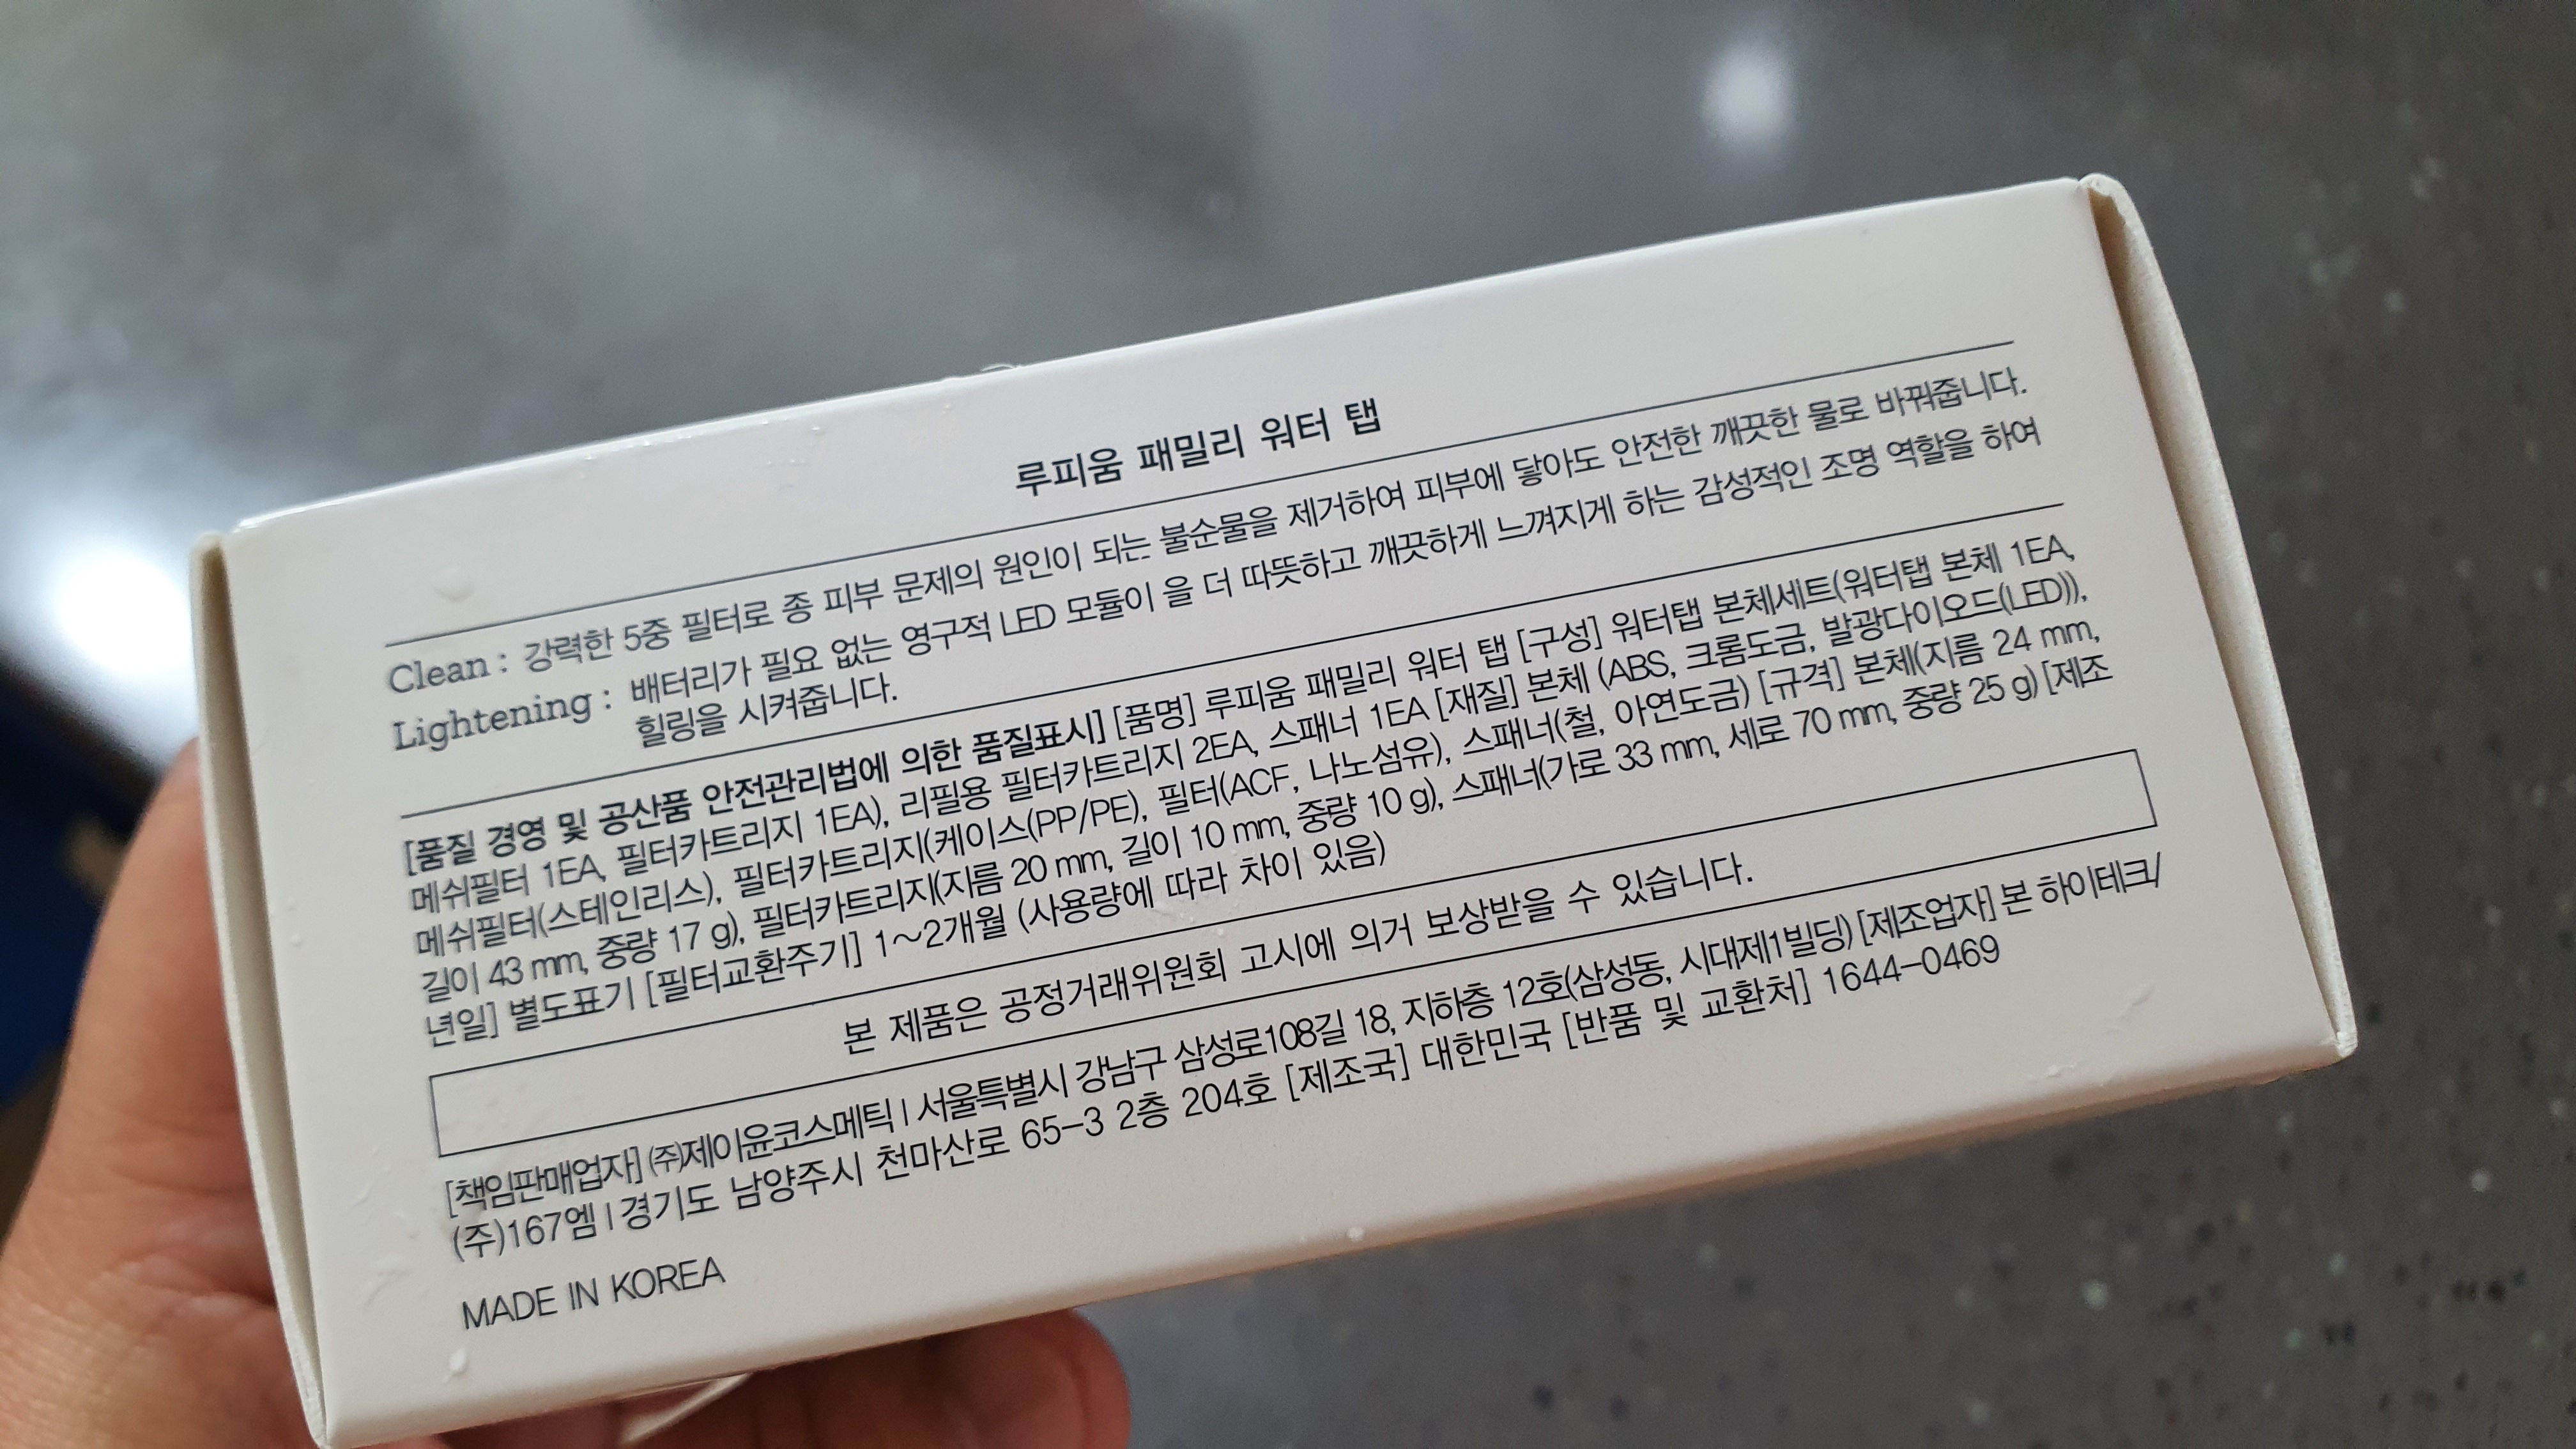 루피움 패밀리 워터 탭
Clean : 강력한 5중 필터로 종 피부 문제의 원인이 되는 불순물을 제거하여 피부에 닿아도 안전한 깨끗한 물로 바꿔줍니다.
Lightening : 배터리가 필요 없는 영구적 LED 모듈이 을 더 따뜻하고 깨끗하게 느껴지게 하는 감성적인 조명 역할을 하여
힐링을 시켜줍니다.
[품질 경영 및 공산품 안전관리법에 의한 품질표시] [품명] 루피움 패밀리 워터 탭 [구성] 워터탭 본체세트(워터탭 본체 1EA,
메쉬필터 1EA, 필터카트리지 1EA), 리필용 필터카트리지 2EA, 스패너 1EA [재질] 본체 (ABS, 크롬도금, 발광다이오드(LED)),
메쉬필터(스테인리스), 필터카트리지(케이스(PP/PE), 필터(ACF, 나노섬유), 스패너(철, 아연도금) [규격] 본체(지름 24 mm,
길이 43 mm, 중량 17 g), 필터카트리지(지름 20 mm, 길이 10 mm, 중량 10 g), 스패너(가로 33 mm, 세로 70 mm, 중량 25 g) [제조
년일] 별도표기 [필터교환주기] 1~2개월 (사용량에 따라 차이 있음)
본 제품은 공정거래위원회 고시에 의거 보상받을 수 있습니다.
[책임판매업자] ㈜제이윤코스메틱 | 서울특별시 강남구 삼성로108길 18, 지하층 12호(삼성동, 시대제1빌딩) [제조업자] 본 하이테크/
(주)167엠 | 경기도 남양주시 천마산로 65-3 2층 204호 [제조국] 대한민국 [반품 및 교환처] 1644-0469
MADE IN KOREA